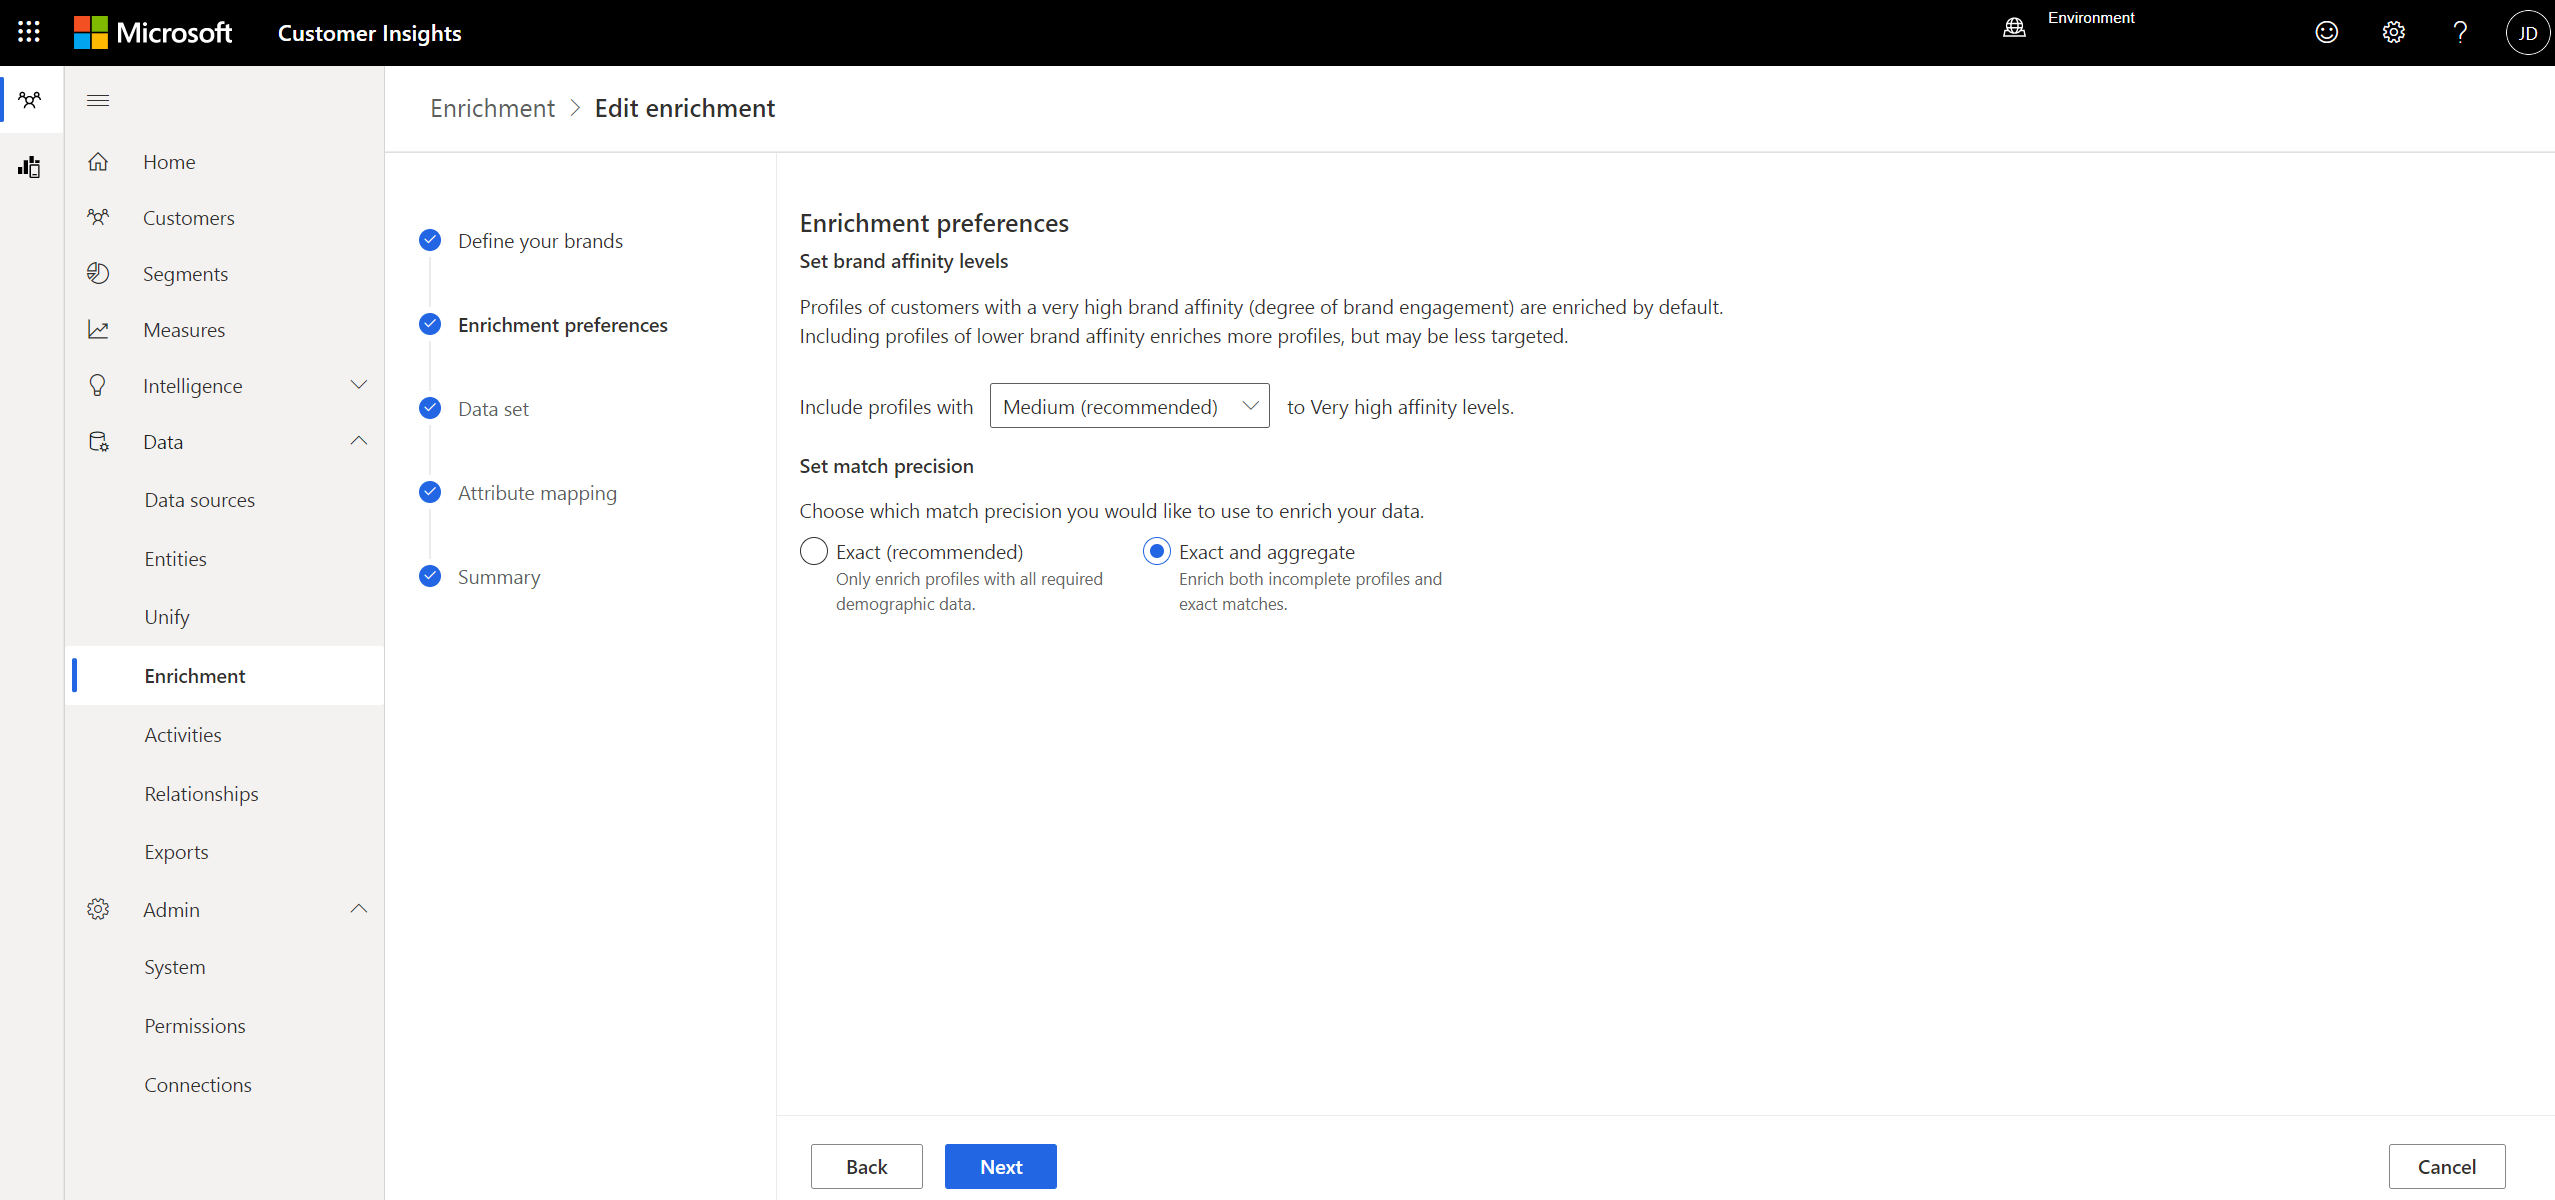 Microsoft
Customer Insights
Environment
?
JD
Enrichment > Edit enrichment
Home
Customers
Segments
Measures
Intelligence
Data
Data sources
Entities
Unify
Enrichment
Activities
Relationships
Exports
Admin
System
Permissions
Connections
Define your brands
Enrichment preferences
Data set
Attribute mapping
Summary
Enrichment preferences
Set brand affinity levels
Profiles of customers with a very high brand affinity (degree of brand engagement) are enriched by default.
Including profiles of lower brand affinity enriches more profiles, but may be less targeted.
Include profiles with Medium (recommended) to Very high affinity levels.
Set match precision
Choose which match precision you would like to use to enrich your data.
Exact (recommended)
Only enrich profiles with all required
demographic data.
Exact and aggregate
Enrich both incomplete profiles and
exact matches.
Back
Next
Cancel